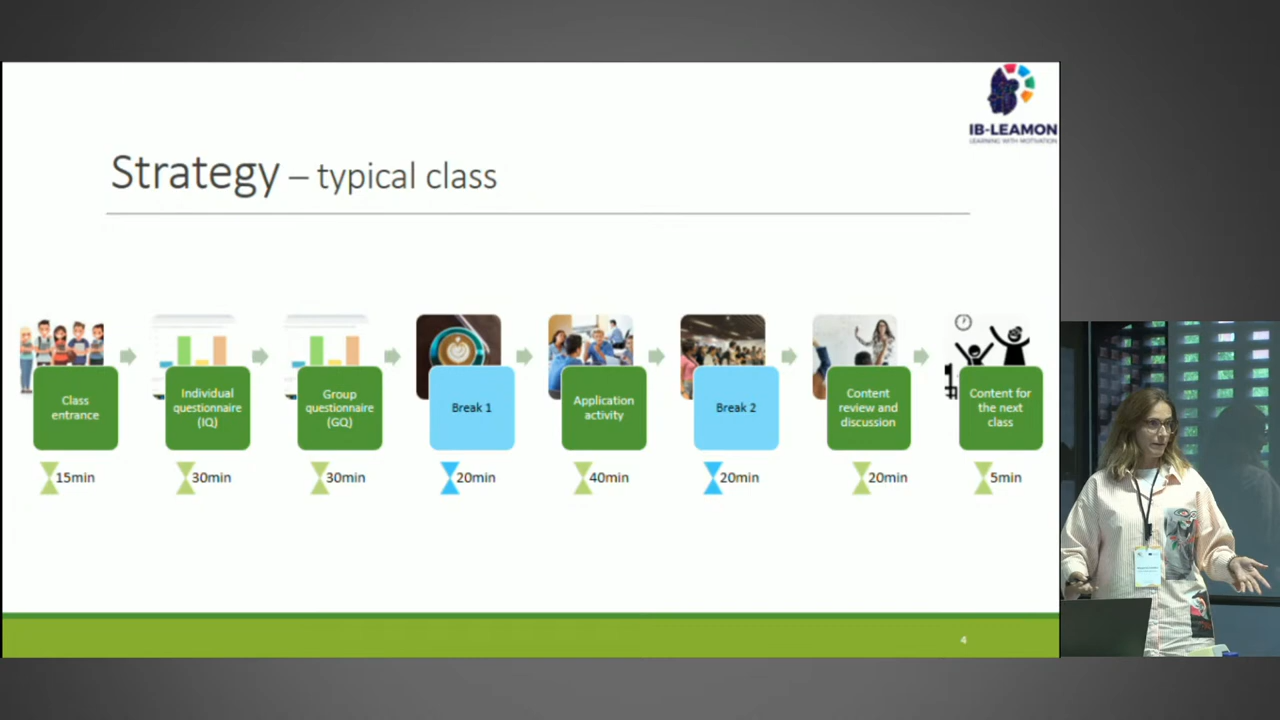 IB-LEAMON
LEARNING WITH MOTIVATION
Strategy – typical class
Class
entrance
Individual
questionnaire
(IQ)
Group
questionnaire
(GQ)
Break 1
Application
activity
Break 2
Content
review and
discussion
Content for
the next
class
15min
30min
30min
20min
40min
20min
20min
5min
4